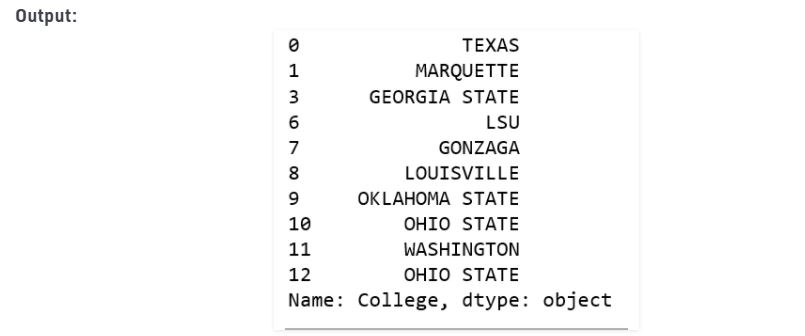 Output:
0 TEXAS
1 MARQUETTE
3 GEORGIA STATE
6 LSU
7 GONZAGA
8 LOUISVILLE
9 OKLAHOMA STATE
10 OHIO STATE
11 WASHINGTON
12 OHIO STATE
Name: College, dtype: object